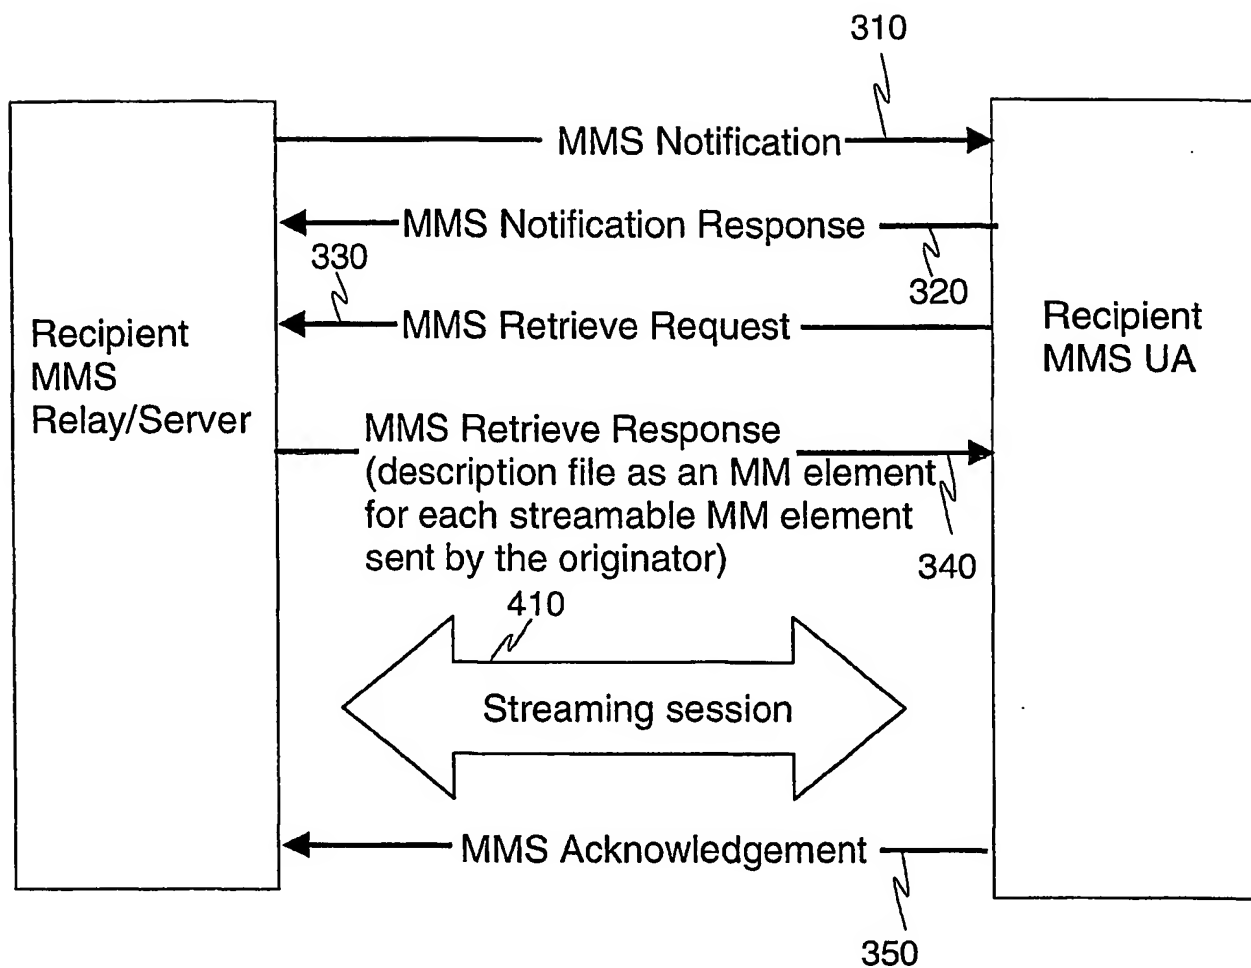 310
MMS Notification
MMS Notification Response
330
320
MMS Retrieve Request
Recipient
MMS
Relay/Server
Recipient
MMS UA
MMS Retrieve Response
(description file as an MM element
for each streamable MM element
sent by the originator)
340
410
Streaming session
MMS Acknowledgement
350